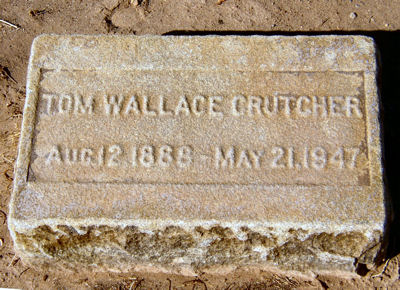 TOM WALLACE CRUTCHER
AUG.12.1868 - MAY 21.1947